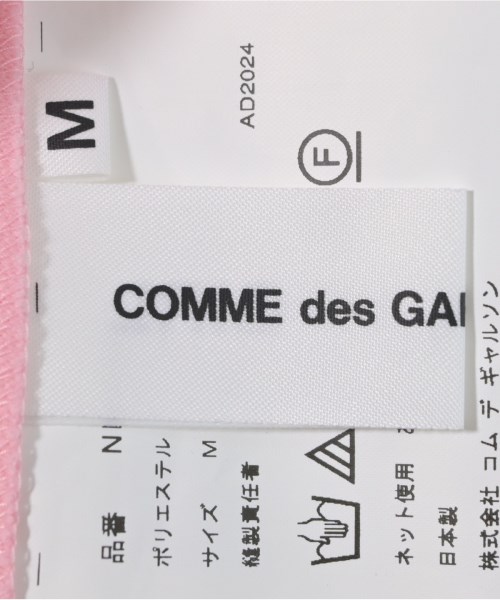 M
AD2024
F
COMME des GA
品番 N
ポリエステル
サイズ M
縫製責任者
ネット使用
日本製
株式会社 コム デ ギャルソン